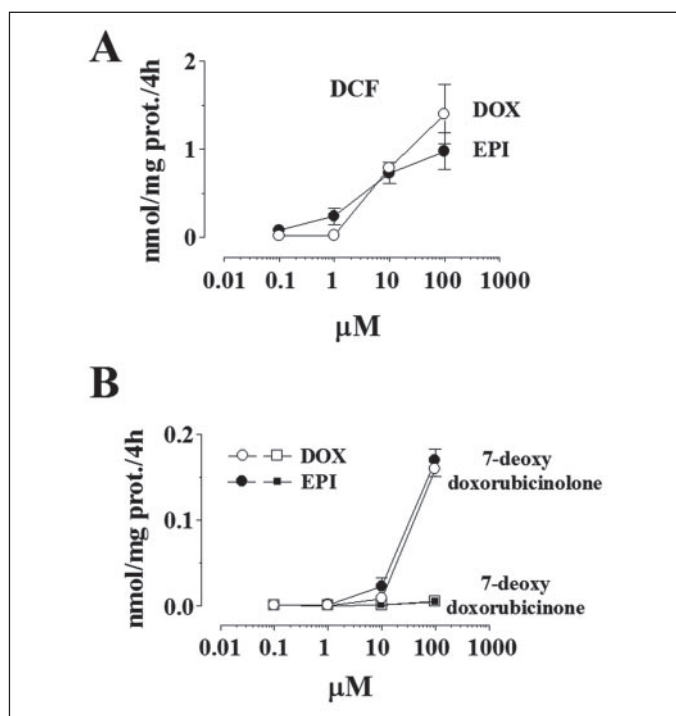 A
nmol/mg prot./4h
2
1
0
DCF
DOX
EPI
0.01 0.1 1 10 100 1000
μM
B
nmol/mg prot./4h
0.2
0.1
0.0
DOX
EPI
7-deoxy
doxorubicinolone
7-deoxy
doxorubicinone
0.01 0.1 1 10 100 1000
μM